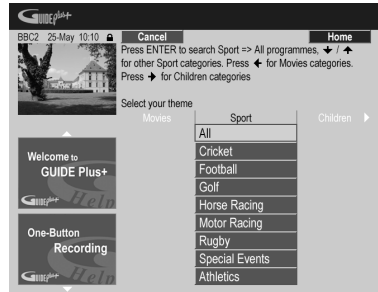 GUIDE Plus+
BBC2 25-May 10:10
Cancel
Home
Press ENTER to search Sport => All programmes, ↓ / ↑
for other Sport categories. Press ← for Movies categories.
Press → for Children categories
Select your theme
Movies
Sport
Children
All
Cricket
Football
Golf
Horse Racing
Motor Racing
Rugby
Special Events
Athletics
Welcome to
GUIDE Plus+
GUIDE Plus+ Help
One-Button
Recording
GUIDE Plus+ Help